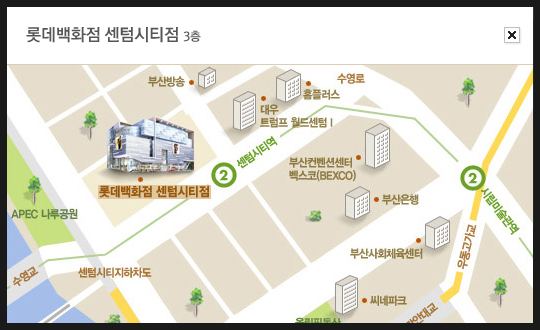 롯데백화점 센텀시티점 3층
부산방송
수영로
홈플러스
대우
트럼프 월드센텀 I
2
센텀시티역
부산컨벤션센터
벡스코(BEXCO)
2
롯데백화점 센텀시티점
시립미술관역
APEC 나루공원
부산은행
우동고가교
부산사회체육센터
수영교
센텀시티지하차도
씨네파크